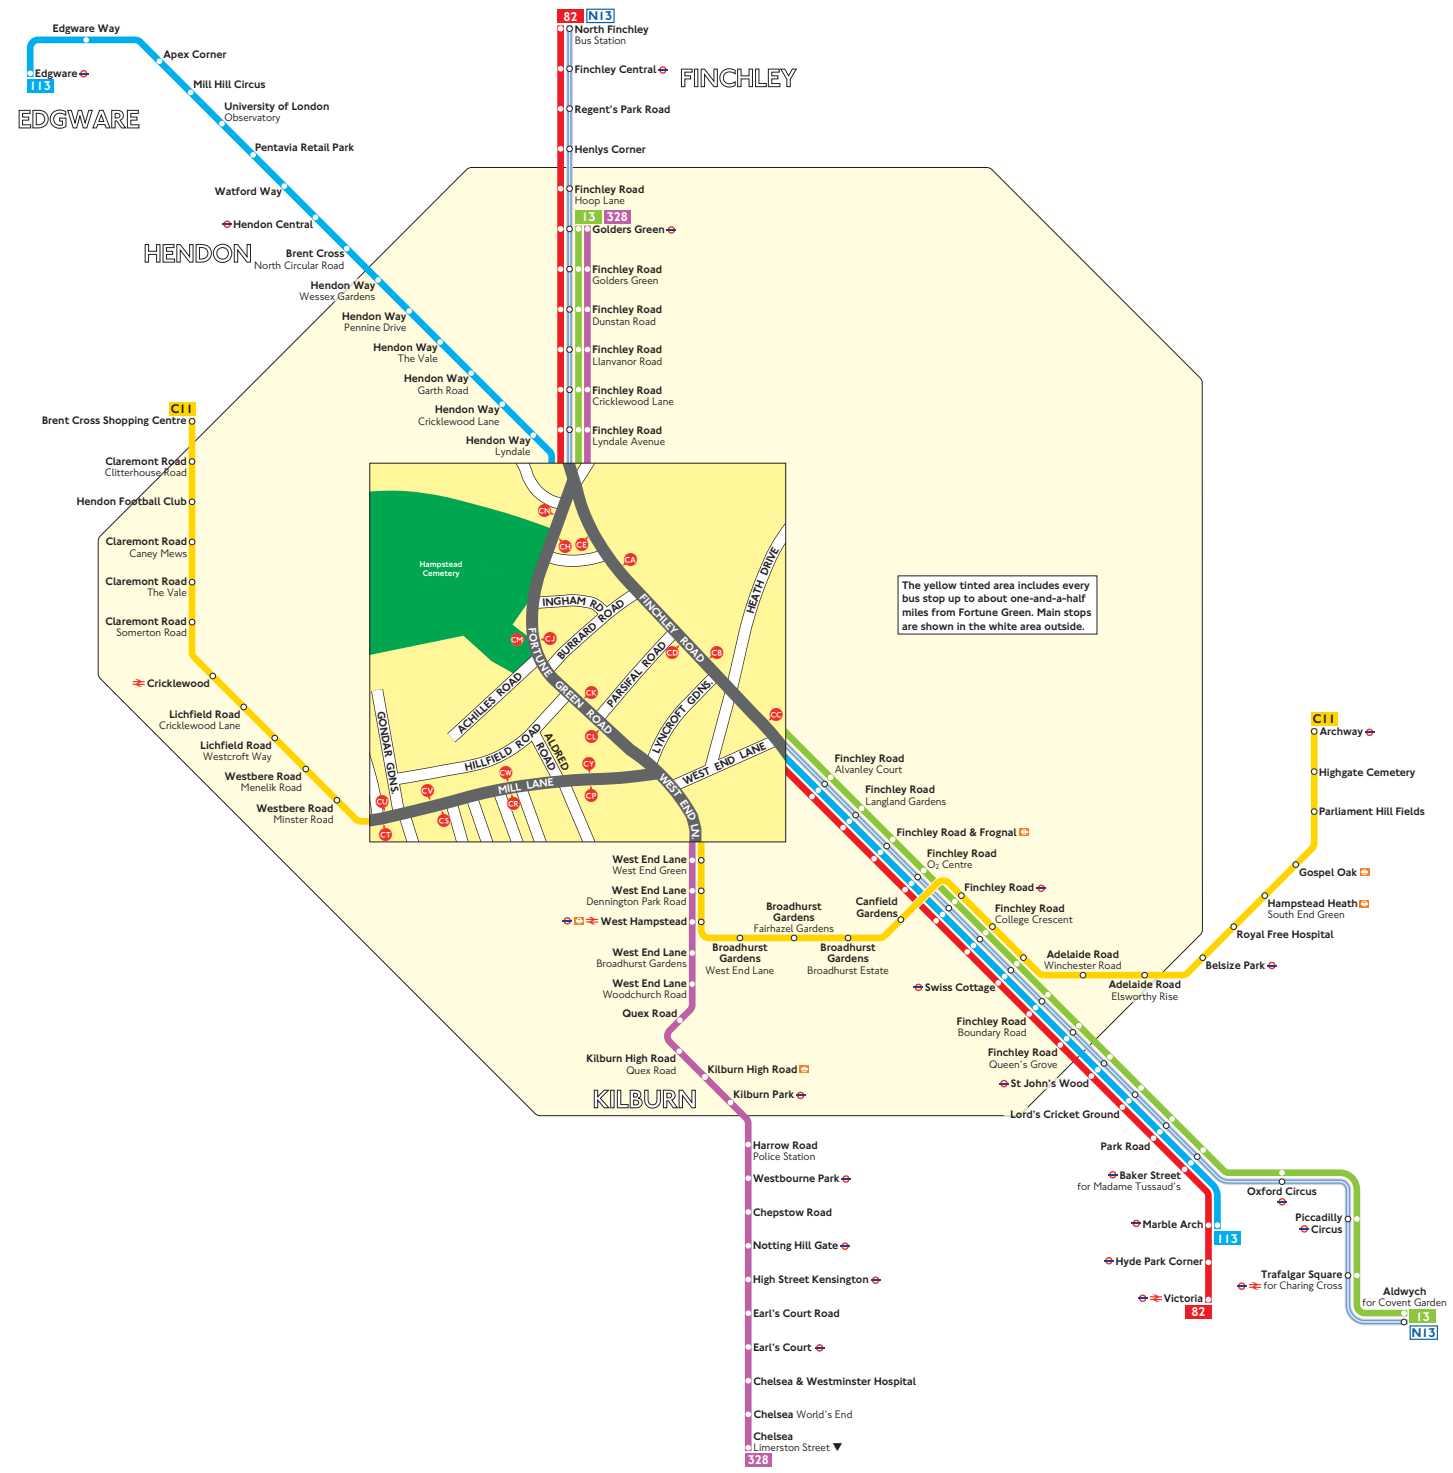 82 N13
North Finchley
Bus Station
Finchley Central
Regent's Park Road
Henlys Corner
Finchley Road
Hoop Lane
13 328
Golders Green
Finchley Road
Golders Green
Finchley Road
Dunstan Road
Finchley Road
Llanvanor Road
Finchley Road
Cricklewood Lane
Finchley Road
Lyndale Avenue
FINCHLEY
Edgware Way
Edgware
113
EDGWARE
Apex Corner
Mill Hill Circus
University of London
Observatory
Pentavia Retail Park
Watford Way
Hendon Central
HENDON
Brent Cross
North Circular Road
Hendon Way
Wessex Gardens
Hendon Way
Pennine Drive
Hendon Way
The Vale
Hendon Way
Garth Road
Hendon Way
Cricklewood Lane
Hendon Way
Lyndale
C11
Brent Cross Shopping Centre
Claremont Road
Clitterhouse Road
Hendon Football Club
Claremont Road
Caney Mews
Claremont Road
The Vale
Claremont Road
Somerton Road
Cricklewood
Lichfield Road
Cricklewood Lane
Lichfield Road
Westcroft Way
Westbere Road
Menelik Road
Westbere Road
Minster Road
Hampstead
Cemetery
CN
CH
CE
CA
HEATH DRIVE
INGHAM RD
BURRARD ROAD
FINCHLEY ROAD
CM
CJ
CD
CB
FORTUNE GREEN ROAD
PARSIFAL ROAD
ACHILLES ROAD
CK
CL
LYNCROFT GDNS.
CC
GONDAR GDNS.
HILLFIELD ROAD
ALDRED
ROAD
WEST END LANE
CW
CY
CV
CU
CT
CS
CR
CP
MILL LANE
WEST END LN.
The yellow tinted area includes every
bus stop up to about one-and-a-half
miles from Fortune Green. Main stops
are shown in the white area outside.
Finchley Road
Alvanley Court
Finchley Road
Langland Gardens
Finchley Road & Frognal
Finchley Road
O₂ Centre
Finchley Road
Finchley Road
College Crescent
Adelaide Road
Winchester Road
Adelaide Road
Elsworthy Rise
Belsize Park
Royal Free Hospital
Hampstead Heath
South End Green
Gospel Oak
Parliament Hill Fields
Highgate Cemetery
Archway
C11
West End Lane
West End Green
West End Lane
Dennington Park Road
West Hampstead
West End Lane
Broadhurst Gardens
West End Lane
Woodchurch Road
Quex Road
Kilburn High Road
Quex Road
Kilburn High Road
Kilburn Park
KILBURN
Broadhurst
Gardens
West End Lane
Broadhurst
Gardens
Fairhazel Gardens
Broadhurst
Gardens
Broadhurst Estate
Canfield
Gardens
Swiss Cottage
Finchley Road
Boundary Road
Finchley Road
Queen's Grove
St John's Wood
Lord's Cricket Ground
Park Road
Baker Street
for Madame Tussaud's
Marble Arch
113
Hyde Park Corner
Victoria
82
Oxford Circus
Piccadilly
Circus
Trafalgar Square
for Charing Cross
Aldwych
for Covent Garden
13
N13
Harrow Road
Police Station
Westbourne Park
Chepstow Road
Notting Hill Gate
High Street Kensington
Earl's Court Road
Earl's Court
Chelsea & Westminster Hospital
Chelsea World's End
Chelsea
Limerston Street
328